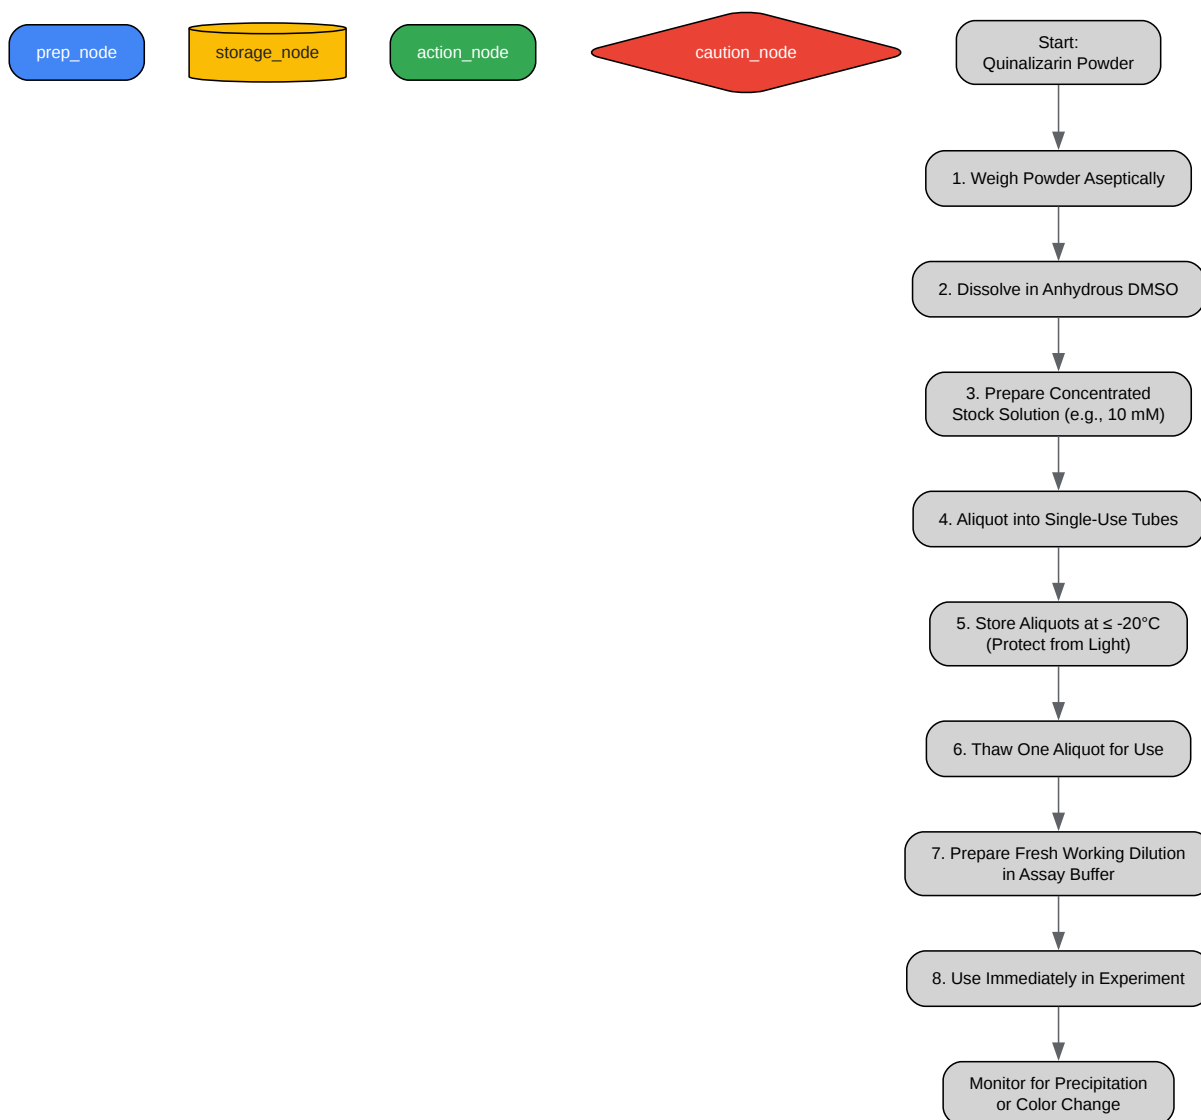 prep_node
storage_node
action_node
caution_node
Start:
Quinalizarin Powder
1. Weigh Powder Aseptically
2. Dissolve in Anhydrous DMSO
3. Prepare Concentrated
Stock Solution (e.g., 10 mM)
4. Aliquot into Single-Use Tubes
5. Store Aliquots at ≤ -20°C
(Protect from Light)
6. Thaw One Aliquot for Use
7. Prepare Fresh Working Dilution
in Assay Buffer
8. Use Immediately in Experiment
Monitor for Precipitation
or Color Change